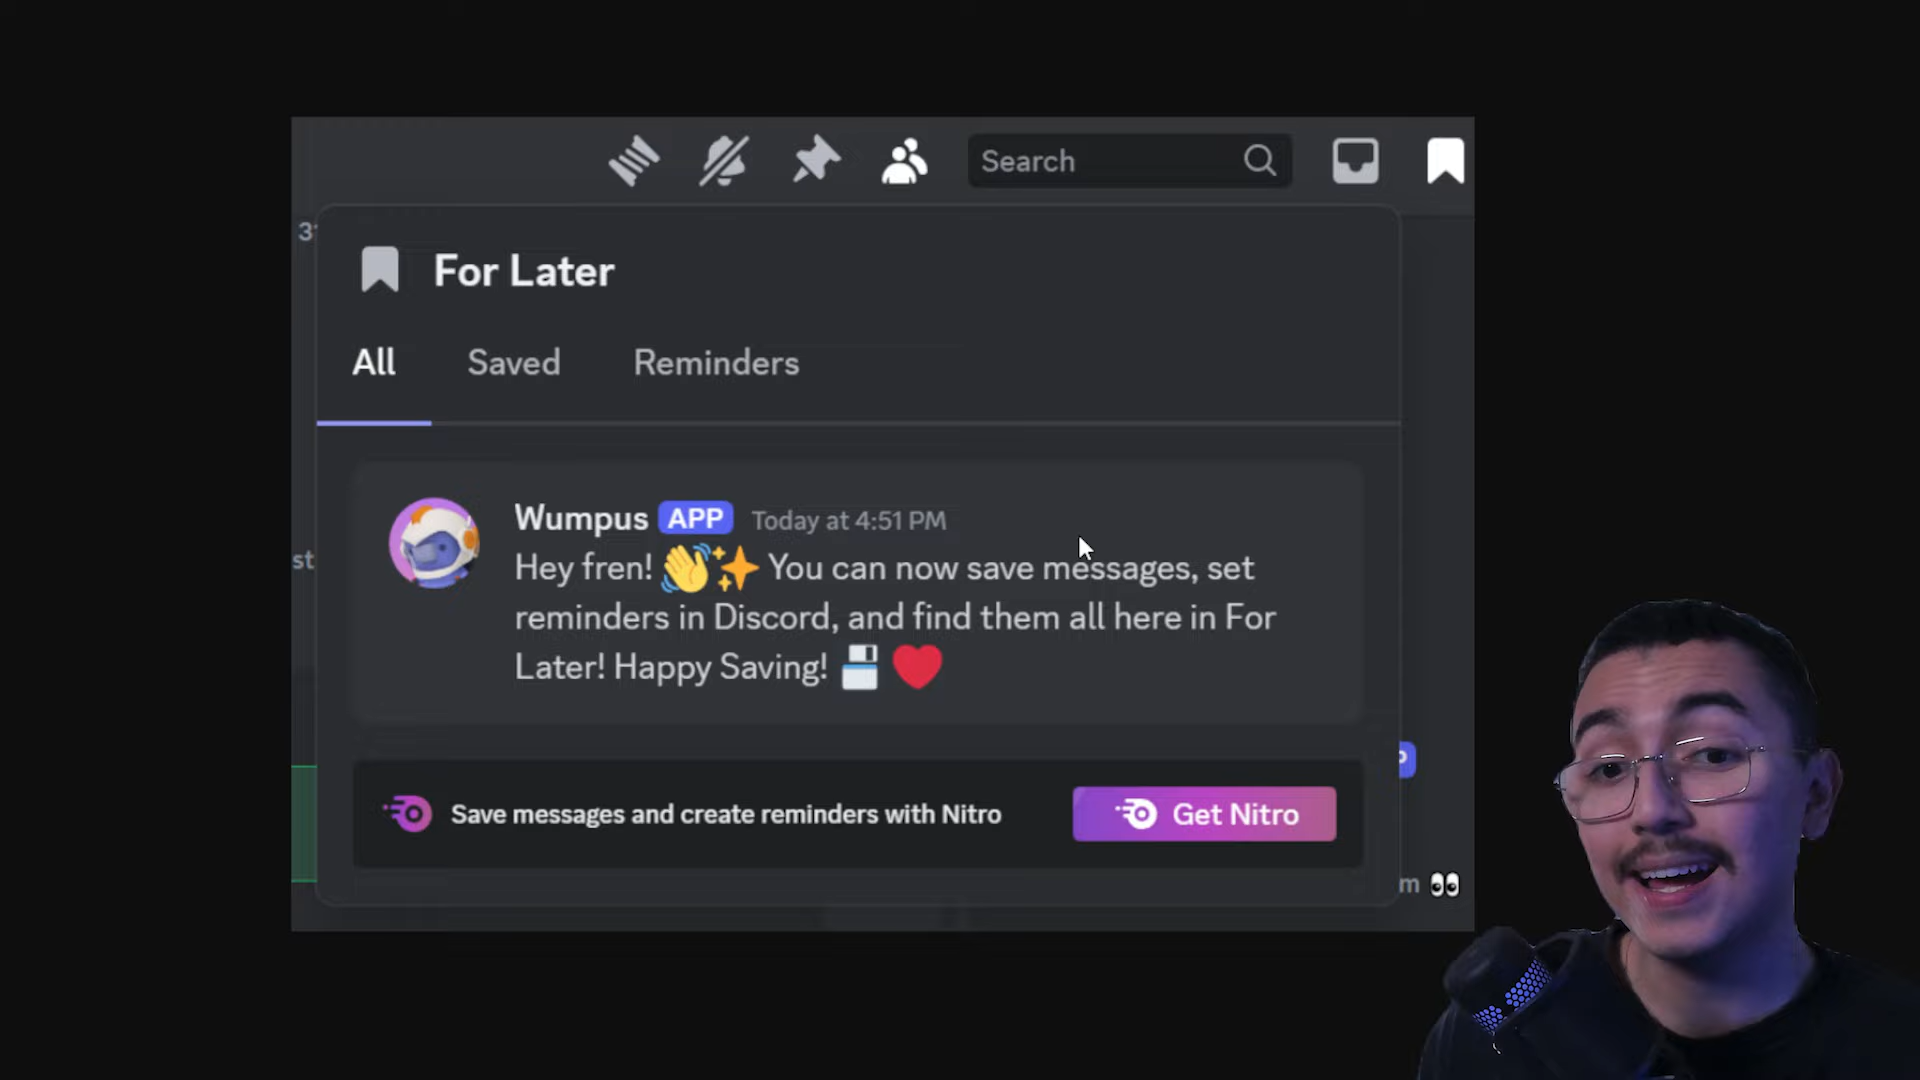 Search
31
For Later
All Saved Reminders
Wumpus APP Today at 4:51 PM
Hey fren! 👋✨ You can now save messages, set
reminders in Discord, and find them all here in For
Later! Happy Saving! 💾 ❤️
st
Save messages and create reminders with Nitro
Get Nitro
m 👀